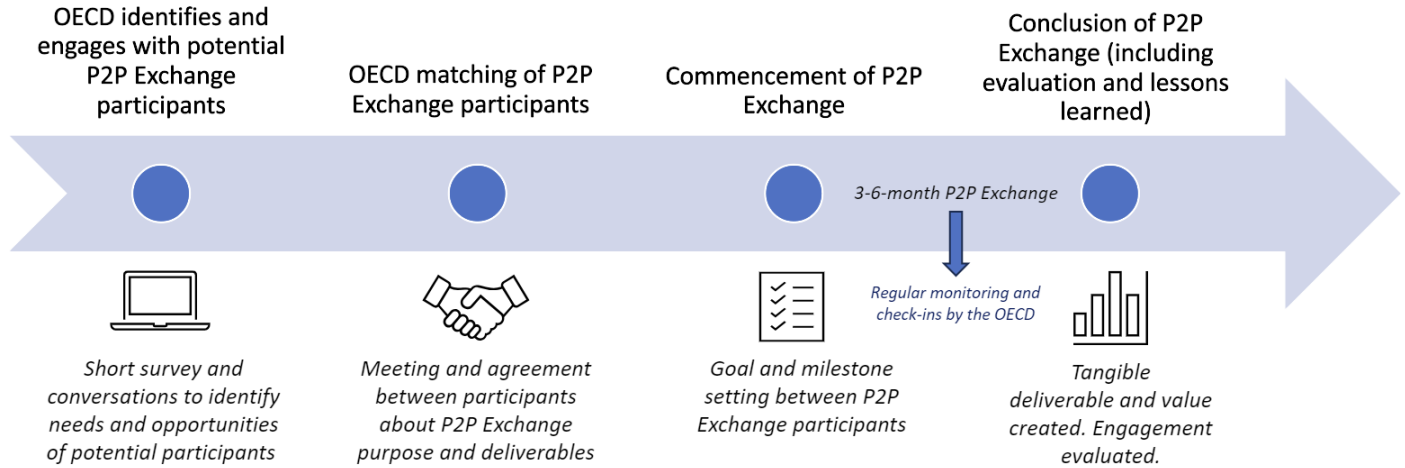 OECD identifies and
engages with potential
P2P Exchange
participants
OECD matching of P2P
Exchange participants
Commencement of P2P
Exchange
Conclusion of P2P
Exchange (including
evaluation and lessons
learned)
3-6-month P2P Exchange
Regular monitoring and
check-ins by the OECD
Short survey and
conversations to identify
needs and opportunities
of potential participants
Meeting and agreement
between participants
about P2P Exchange
purpose and deliverables
Goal and milestone
setting between P2P
Exchange participants
Tangible
deliverable and value
created. Engagement
evaluated.